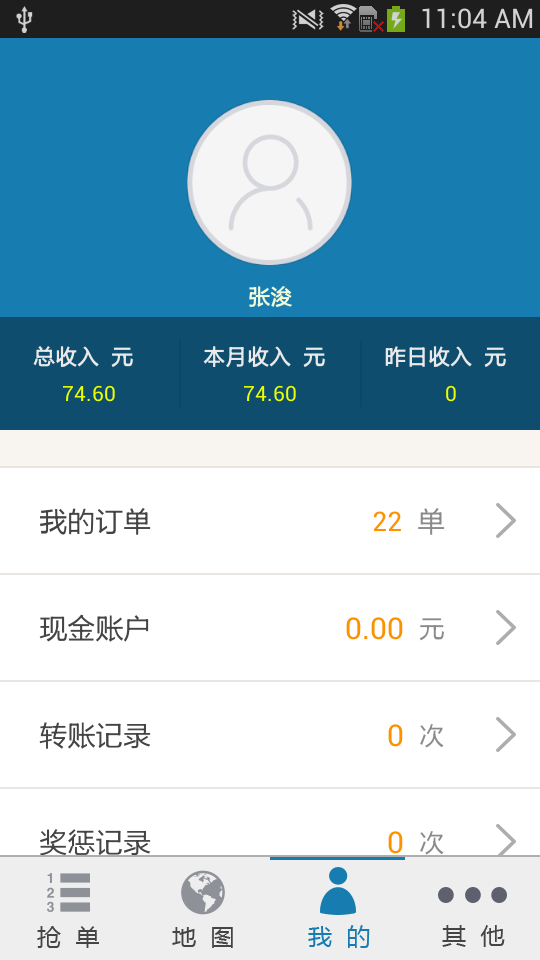 11:04 AM
张浚
总收入 元 本月收入 元 昨日收入 元
74.60 74.60 0
我的订单 22 单
现金账户 0.00 元
转账记录 0 次
奖惩记录 0 次
1 2 3
抢 单 地 图 我 的 其 他